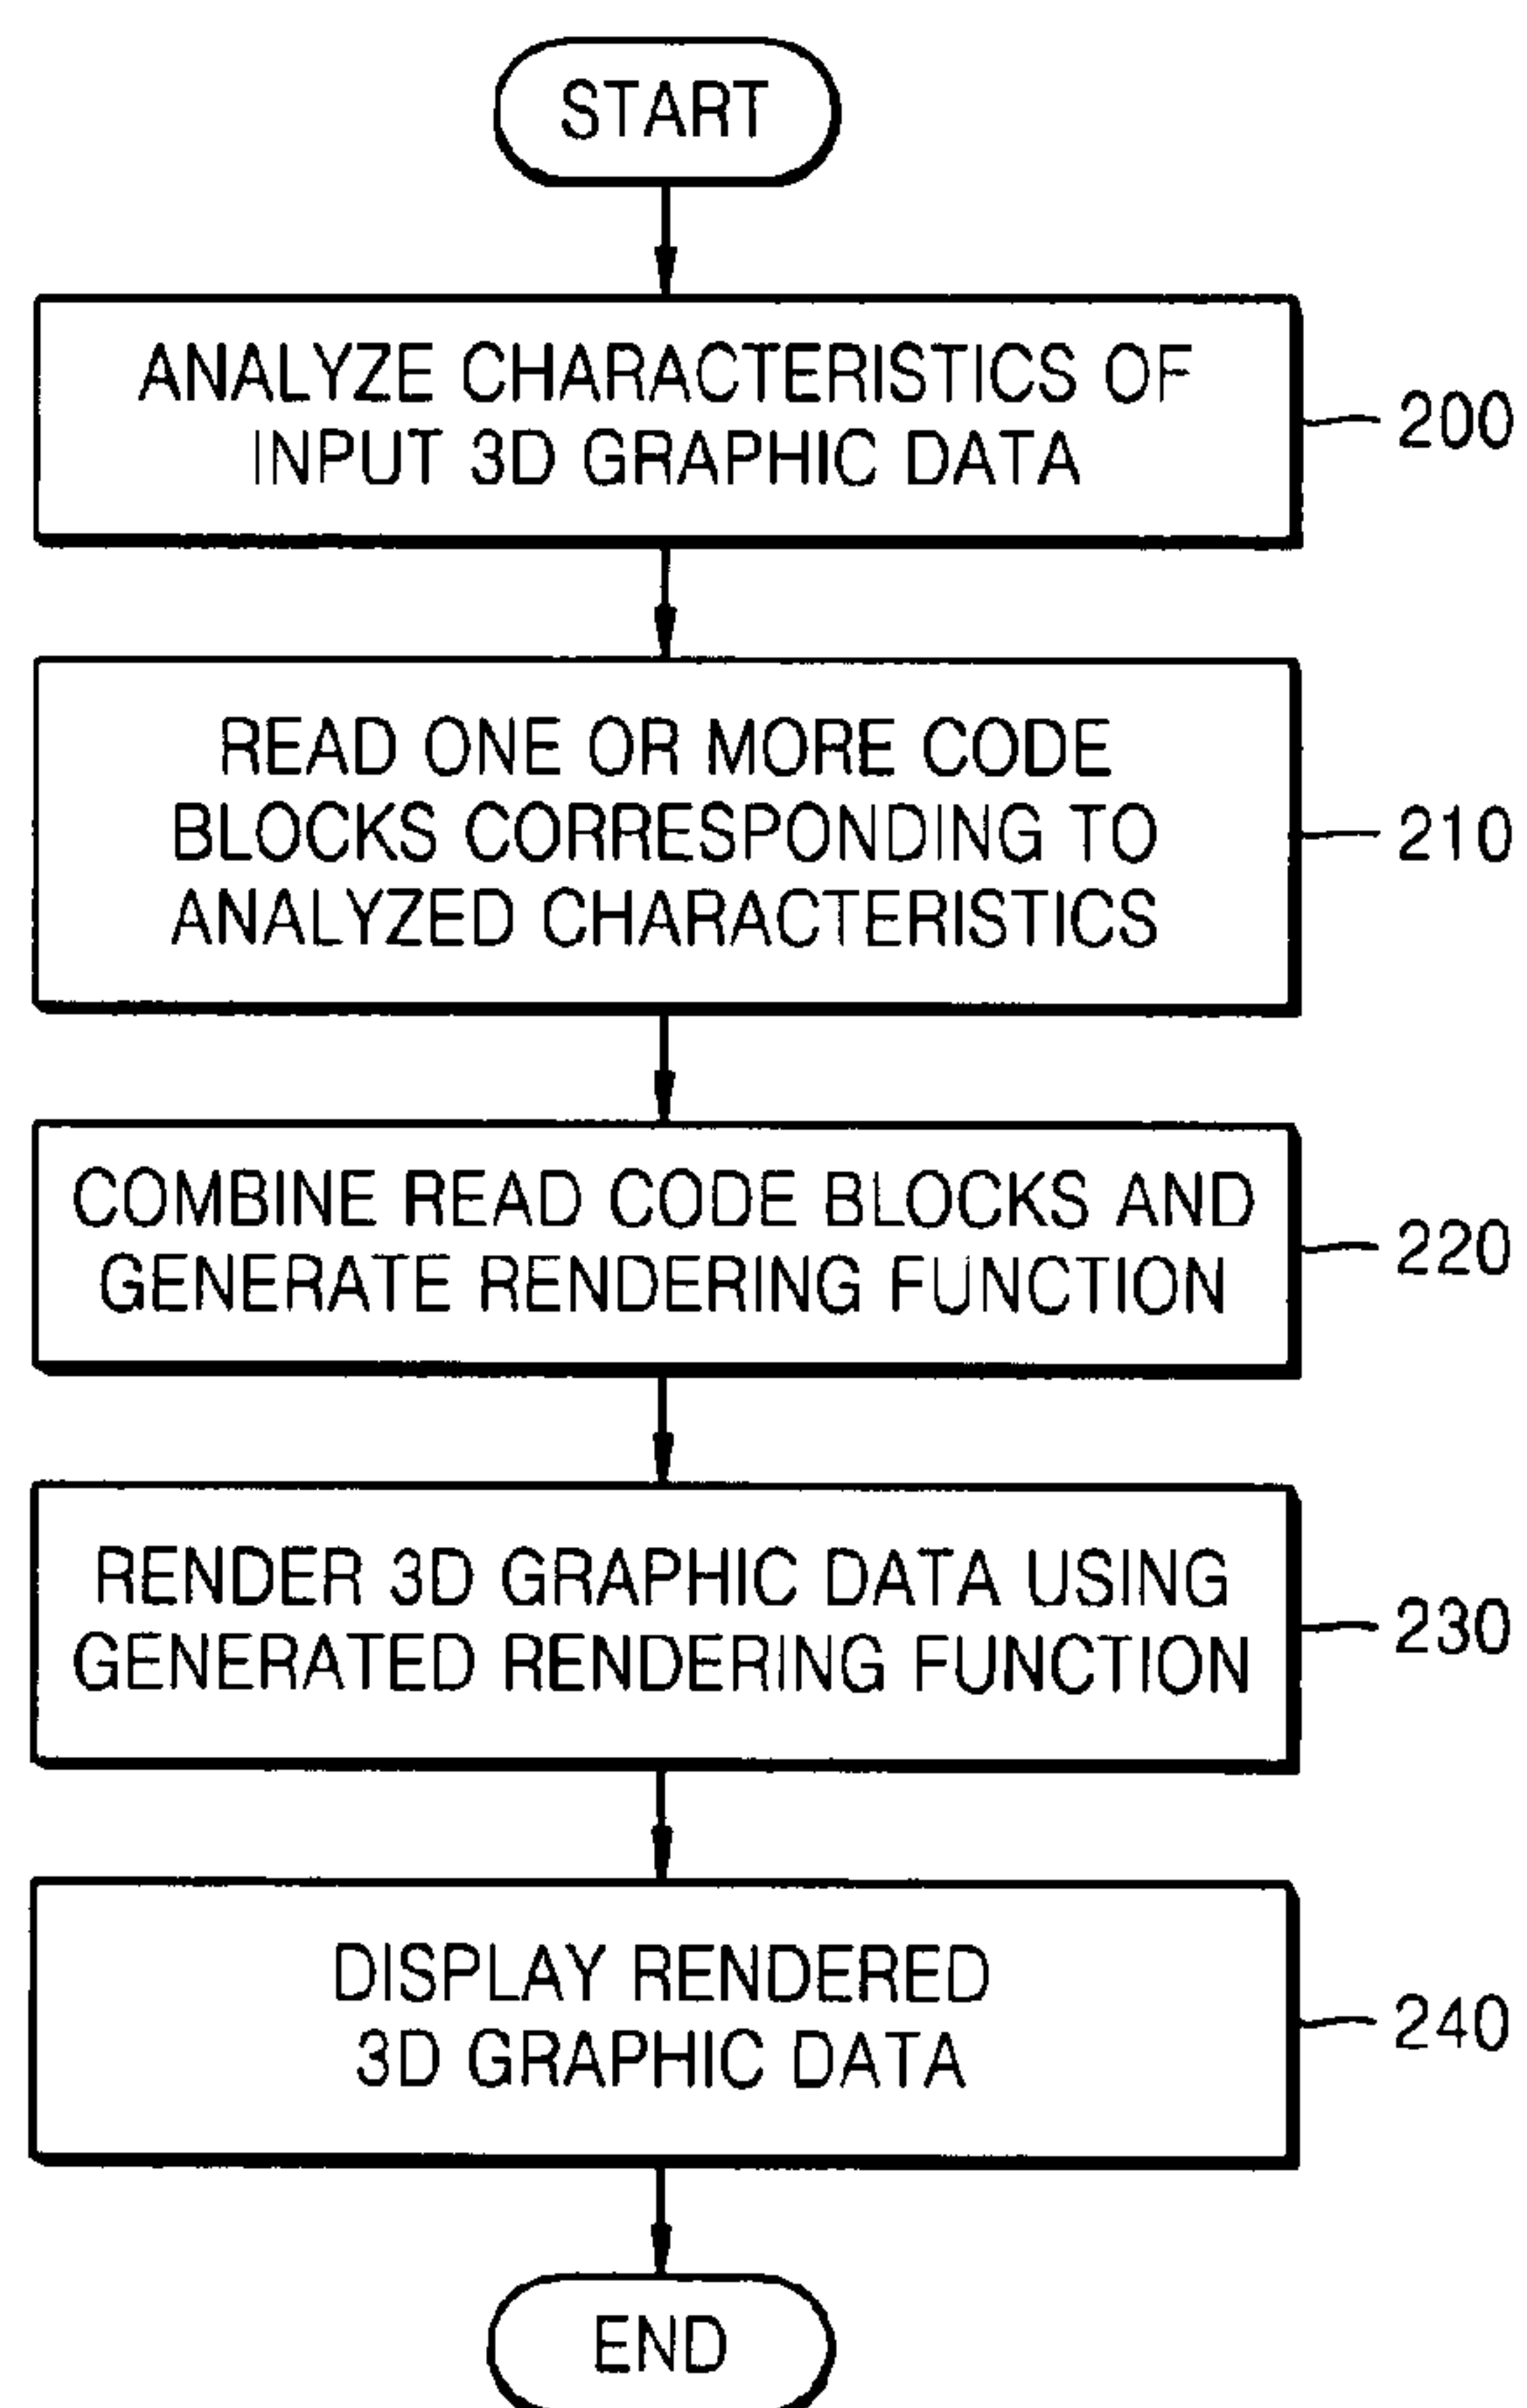 START
ANALYZE CHARACTERISTICS OF
INPUT 3D GRAPHIC DATA
200
READ ONE OR MORE CODE
BLOCKS CORRESPONDING TO
ANALYZED CHARACTERISTICS
210
COMBINE READ CODE BLOCKS AND
GENERATE RENDERING FUNCTION
220
RENDER 3D GRAPHIC DATA USING
GENERATED RENDERING FUNCTION
230
DISPLAY RENDERED
3D GRAPHIC DATA
240
END